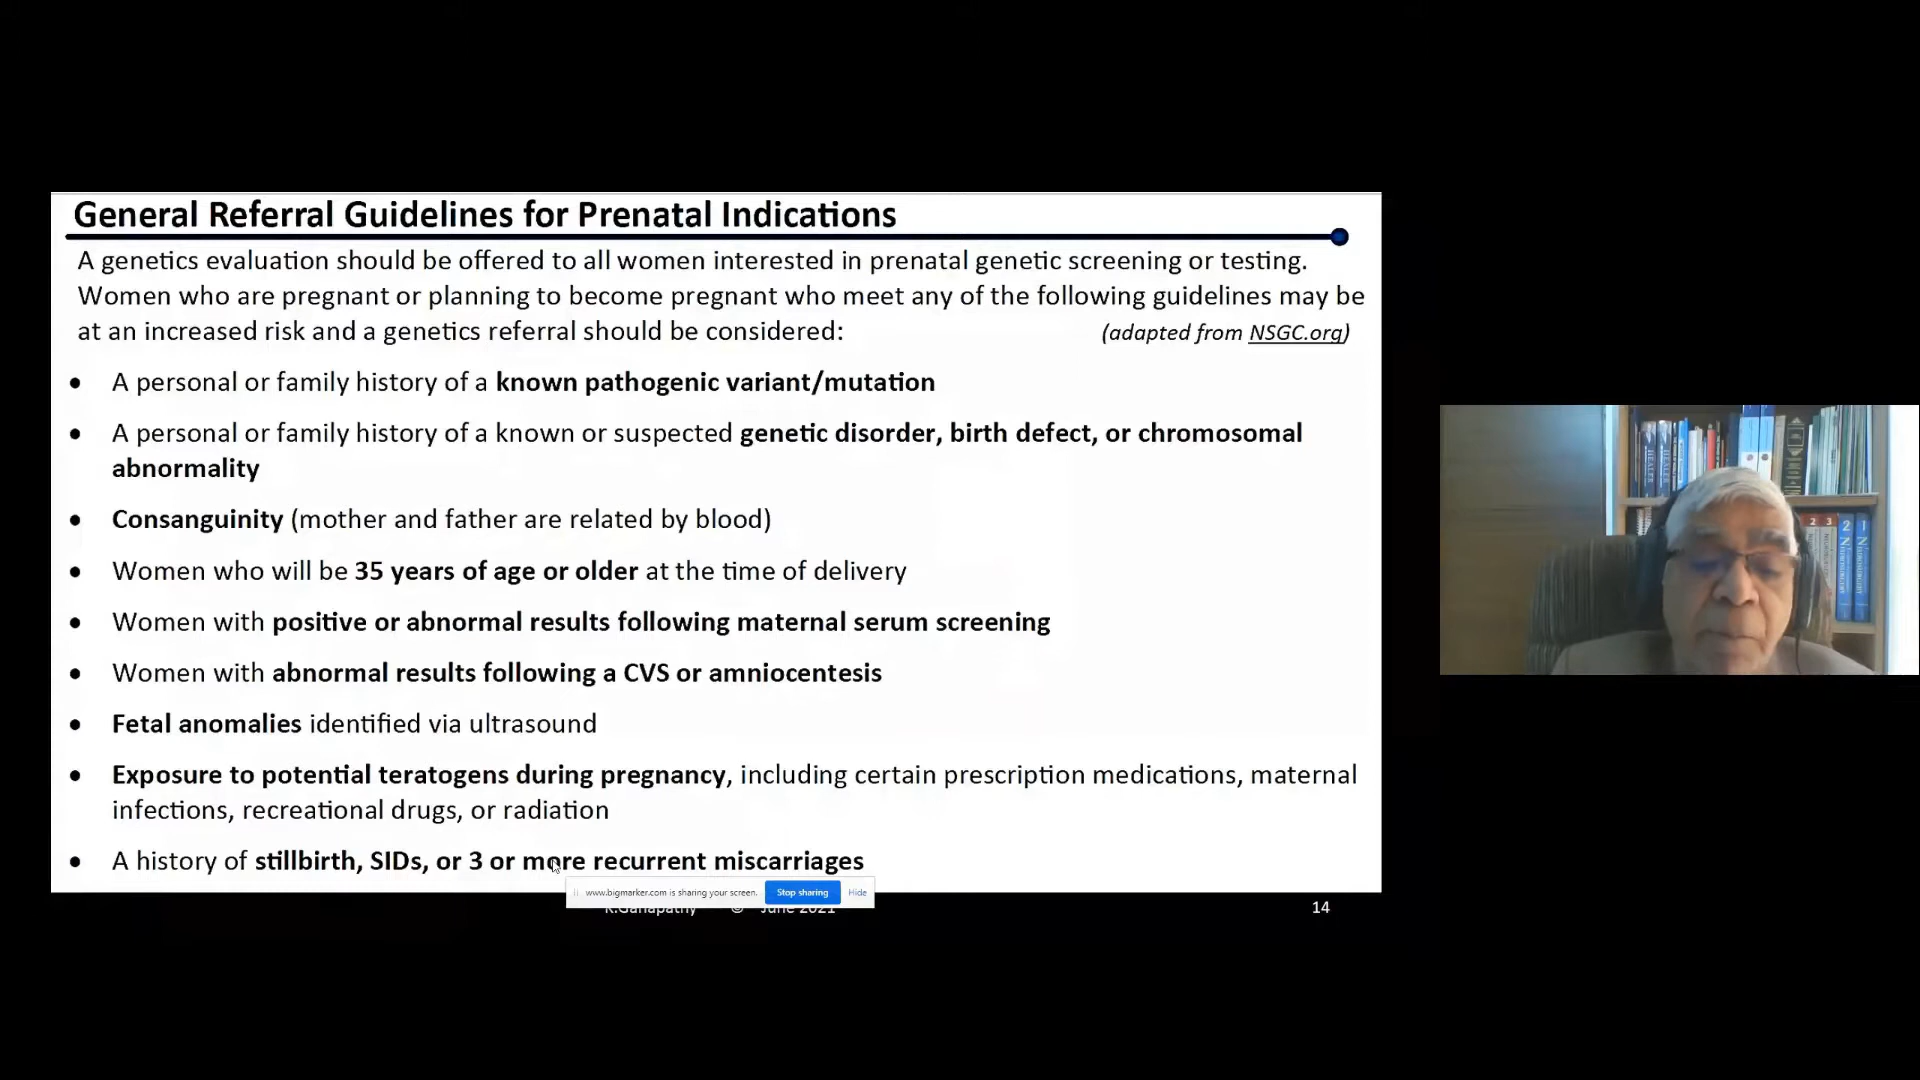 General Referral Guidelines for Prenatal Indications
A genetics evaluation should be offered to all women interested in prenatal genetic screening or testing.
Women who are pregnant or planning to become pregnant who meet any of the following guidelines may be
at an increased risk and a genetics referral should be considered: (adapted from NSGC.org)
• A personal or family history of a known pathogenic variant/mutation
• A personal or family history of a known or suspected genetic disorder, birth defect, or chromosomal
abnormality
• Consanguinity (mother and father are related by blood)
• Women who will be 35 years of age or older at the time of delivery
• Women with positive or abnormal results following maternal serum screening
• Women with abnormal results following a CVS or amniocentesis
• Fetal anomalies identified via ultrasound
• Exposure to potential teratogens during pregnancy, including certain prescription medications, maternal
infections, recreational drugs, or radiation
• A history of stillbirth, SIDs, or 3 or more recurrent miscarriages
www.bigmarker.com is sharing your screen. Stop sharing Hide
K.Ganapathy © June 2021 14
2 3 2 1